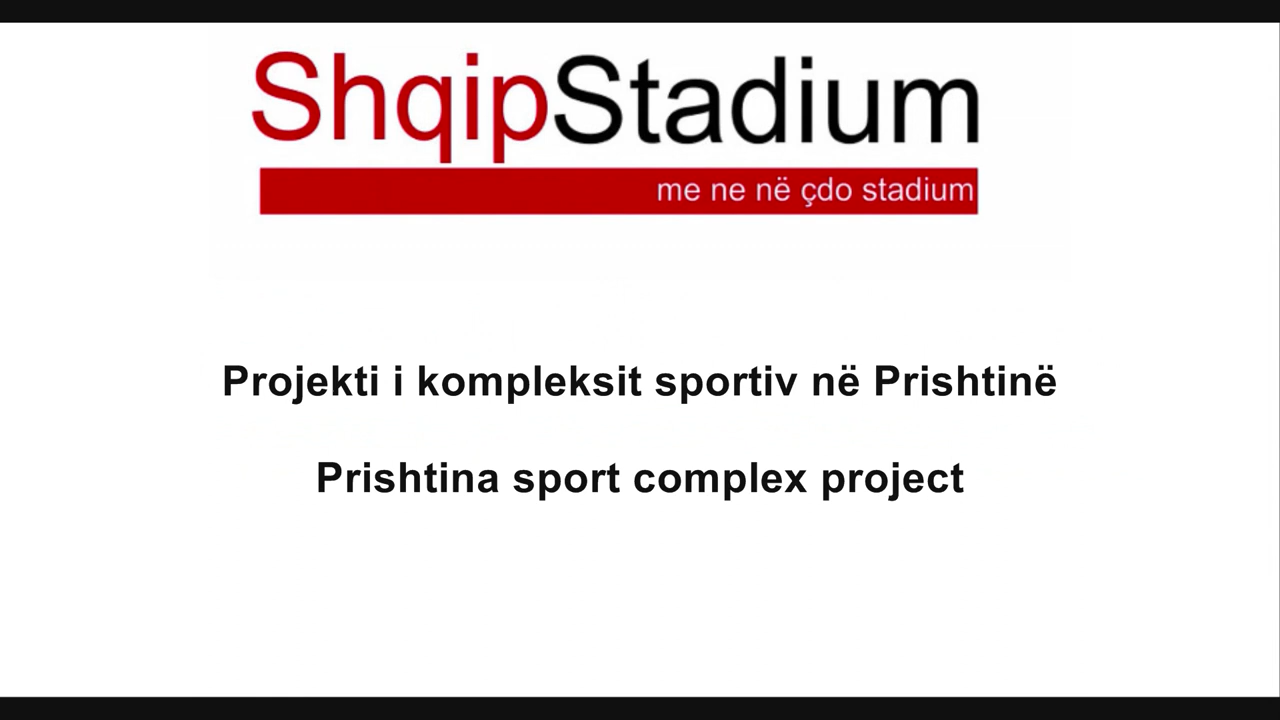 ShqipStadium
me ne në çdo stadium
Projekti i kompleksit sportiv në Prishtinë
Prishtina sport complex project